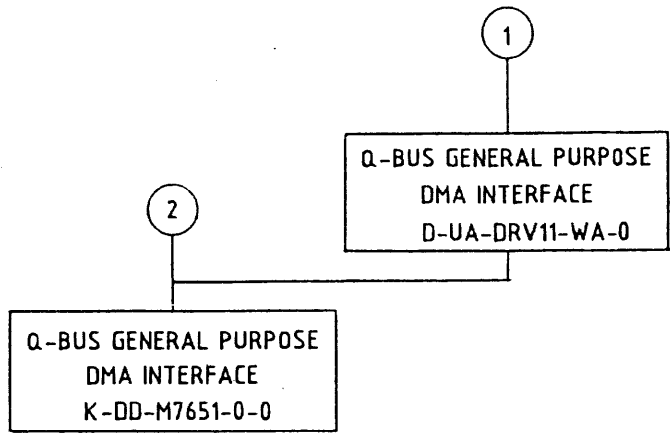 1
Q-BUS GENERAL PURPOSE
DMA INTERFACE
D-UA-DRV11-WA-0
2
Q-BUS GENERAL PURPOSE
DMA INTERFACE
K-DD-M7651-0-0